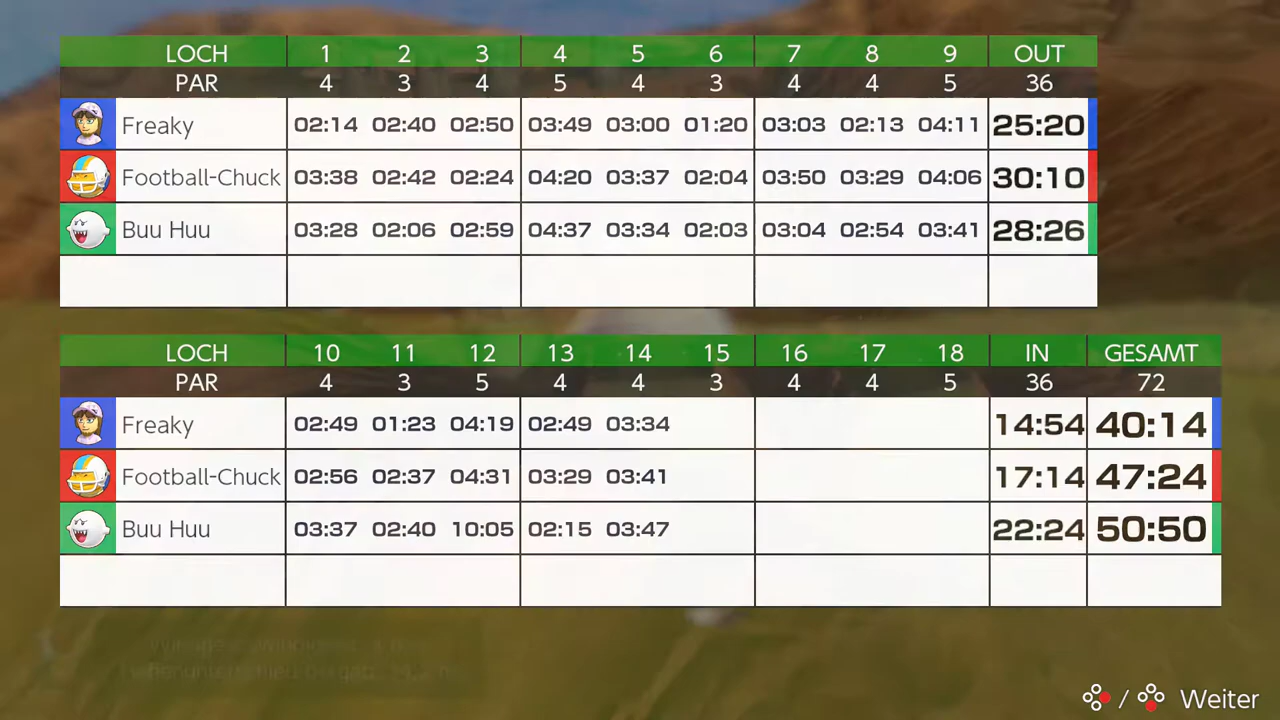 LOCH 1 2 3 4 5 6 7 8 9 OUT
PAR 4 3 4 5 4 3 4 4 5 36
Freaky 02:14 02:40 02:50 03:49 03:00 01:20 03:03 02:13 04:11 25:20
Football-Chuck 03:38 02:42 02:24 04:20 03:37 02:04 03:50 03:29 04:06 30:10
Buu Huu 03:28 02:06 02:59 04:37 03:34 02:03 03:04 02:54 03:41 28:26
LOCH 10 11 12 13 14 15 16 17 18 IN GESAMT
PAR 4 3 5 4 4 3 4 4 5 36 72
Freaky 02:49 01:23 04:19 02:49 03:34 14:54 40:14
Football-Chuck 02:56 02:37 04:31 03:29 03:41 17:14 47:24
Buu Huu 03:37 02:40 10:05 02:15 03:47 22:24 50:50
/ Weiter